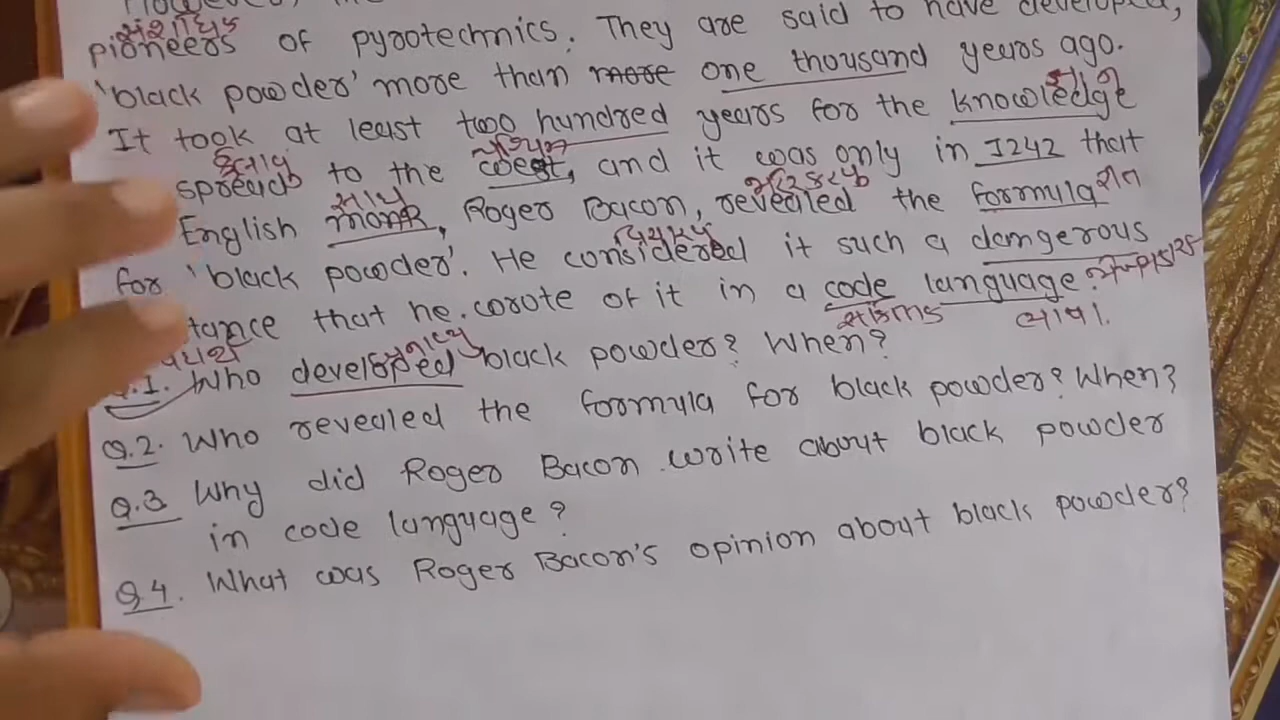 સંશોધક
pioneers of pyrotechnics. They are said to have developed,
'black powder' more than more one thousand years ago.
It took at least two hundred years for the knowledge
ફેલાવુ પશ્ચિમ
spread to the west, and it was only in 1242 that
સાધુ
English monk, Roger Bacon, revealed the formula
for 'black powder'. He considered it such a dangerous
tance that he wrote of it in a code language.
ભાષા.
Q.1. Who developed black powder? When?
Q.2. Who revealed the formula for black powder? When?
Q.3 Why did Roger Bacon write about black powder
in code language?
Q.4. What was Roger Bacon's opinion about black powder?